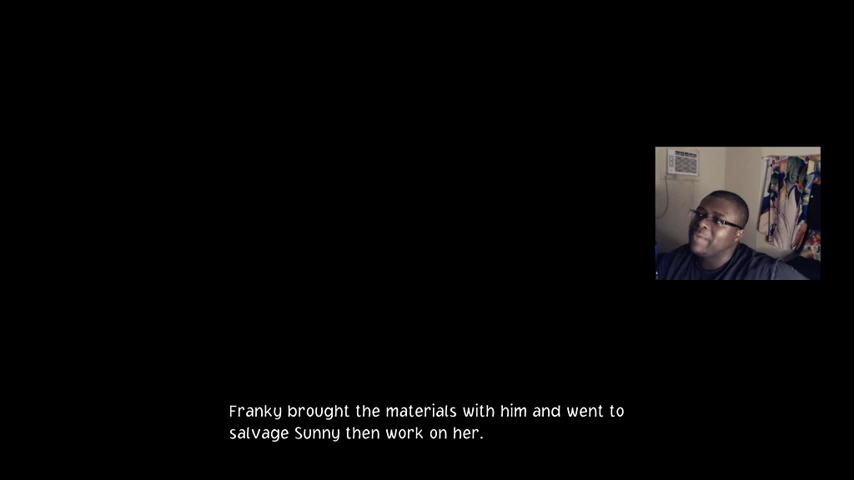 Franky brought the materials with him and went to
salvage Sunny then work on her.